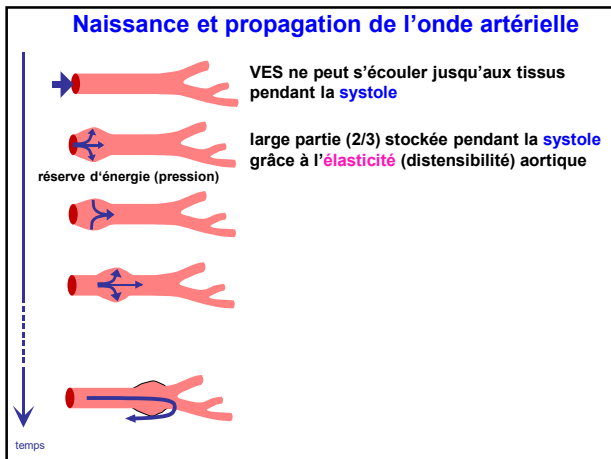 Naissance et propagation de l'onde artérielle
VES ne peut s'écouler jusqu'aux tissus
pendant la systole
large partie (2/3) stockée pendant la systole
grâce à l'élasticité (distensibilité) aortique
réserve d'énergie (pression)
temps